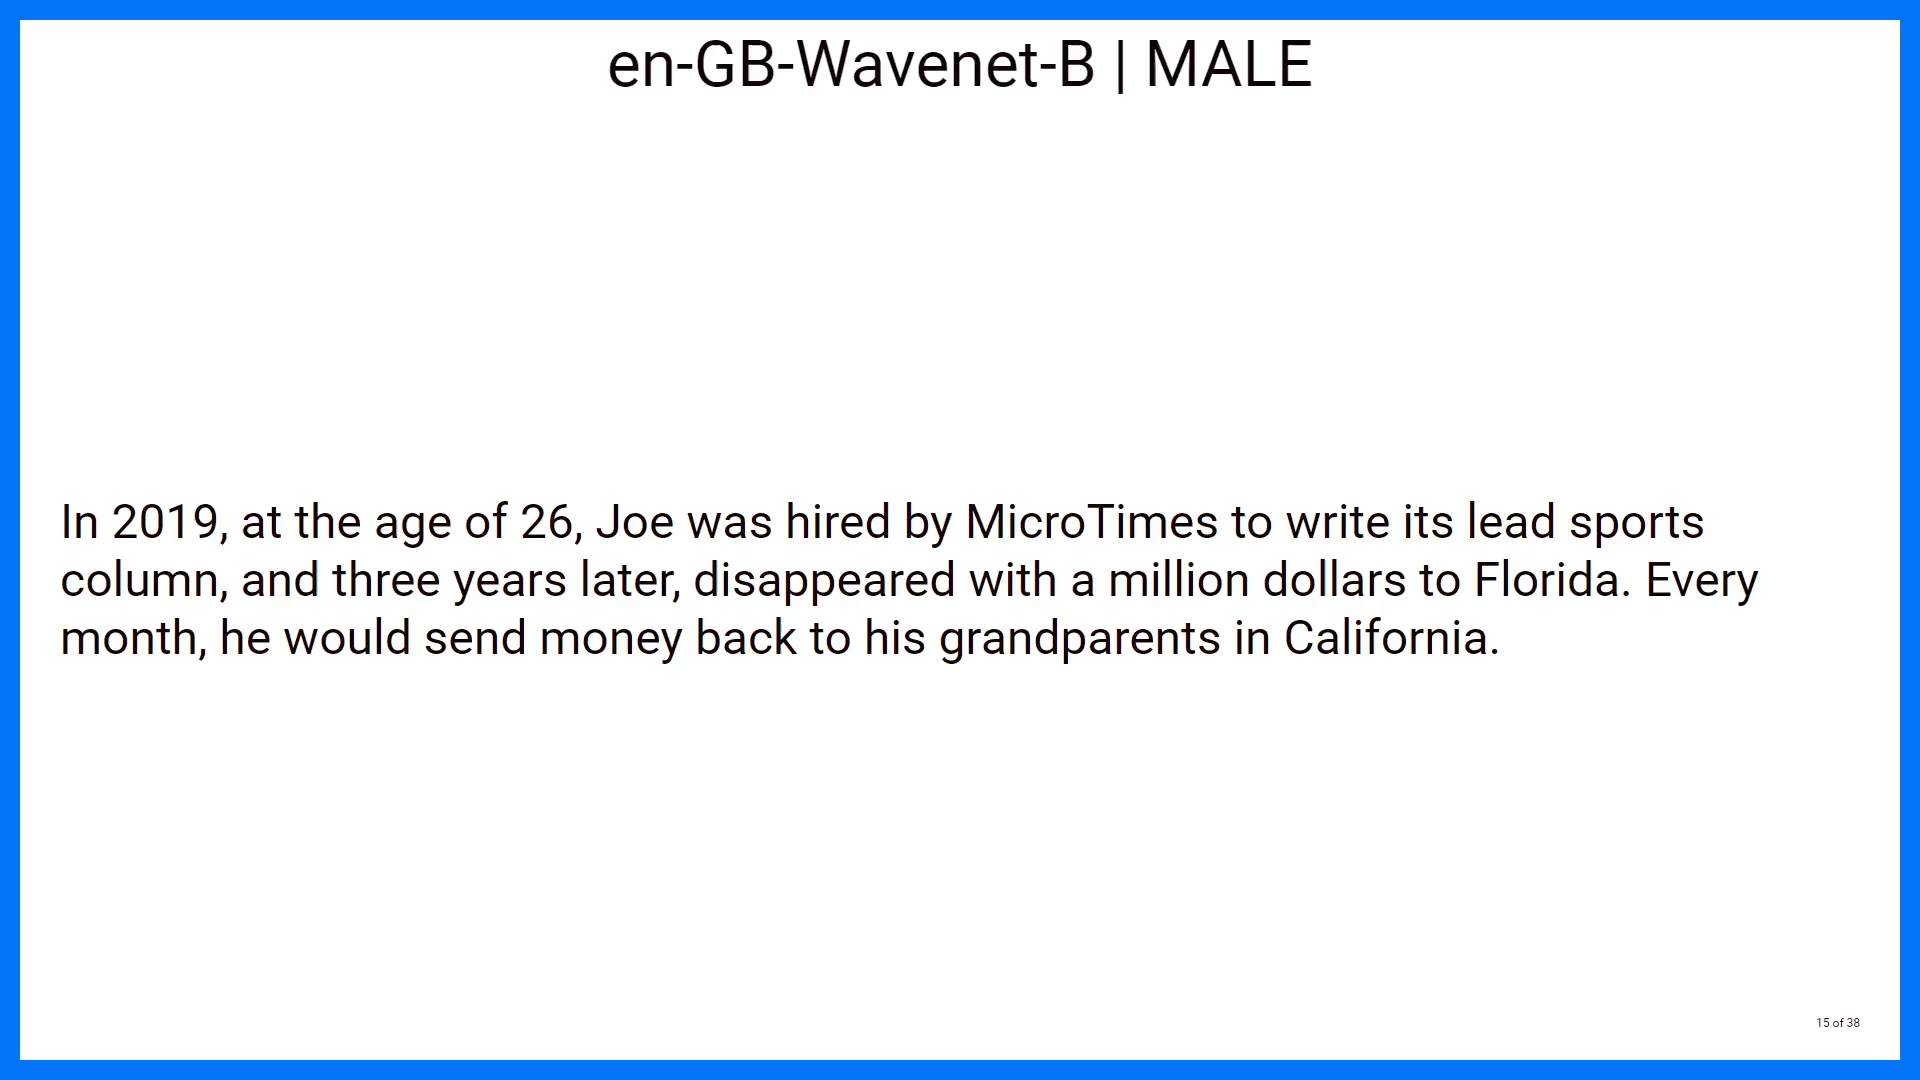 en-GB-Wavenet-B | MALE
In 2019, at the age of 26, Joe was hired by MicroTimes to write its lead sports
column, and three years later, disappeared with a million dollars to Florida. Every
month, he would send money back to his grandparents in California.
15 of 38